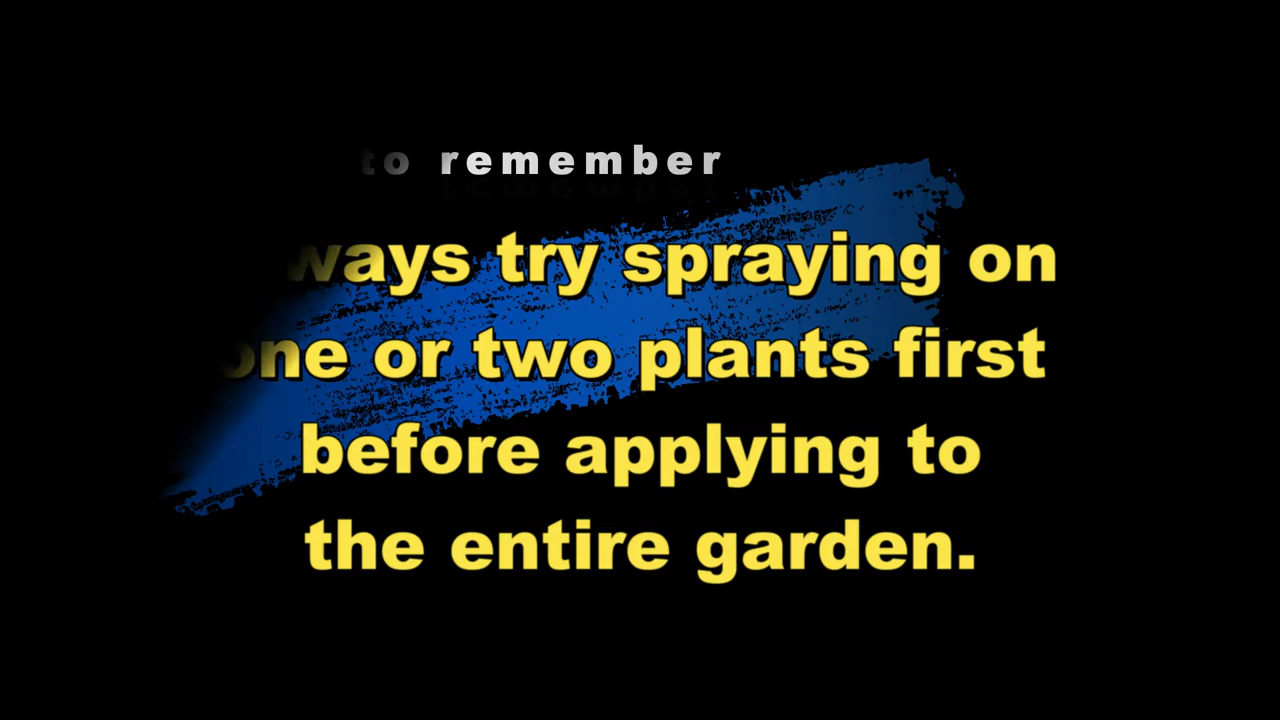 to remember
ways try spraying on
one or two plants first
before applying to
the entire garden.